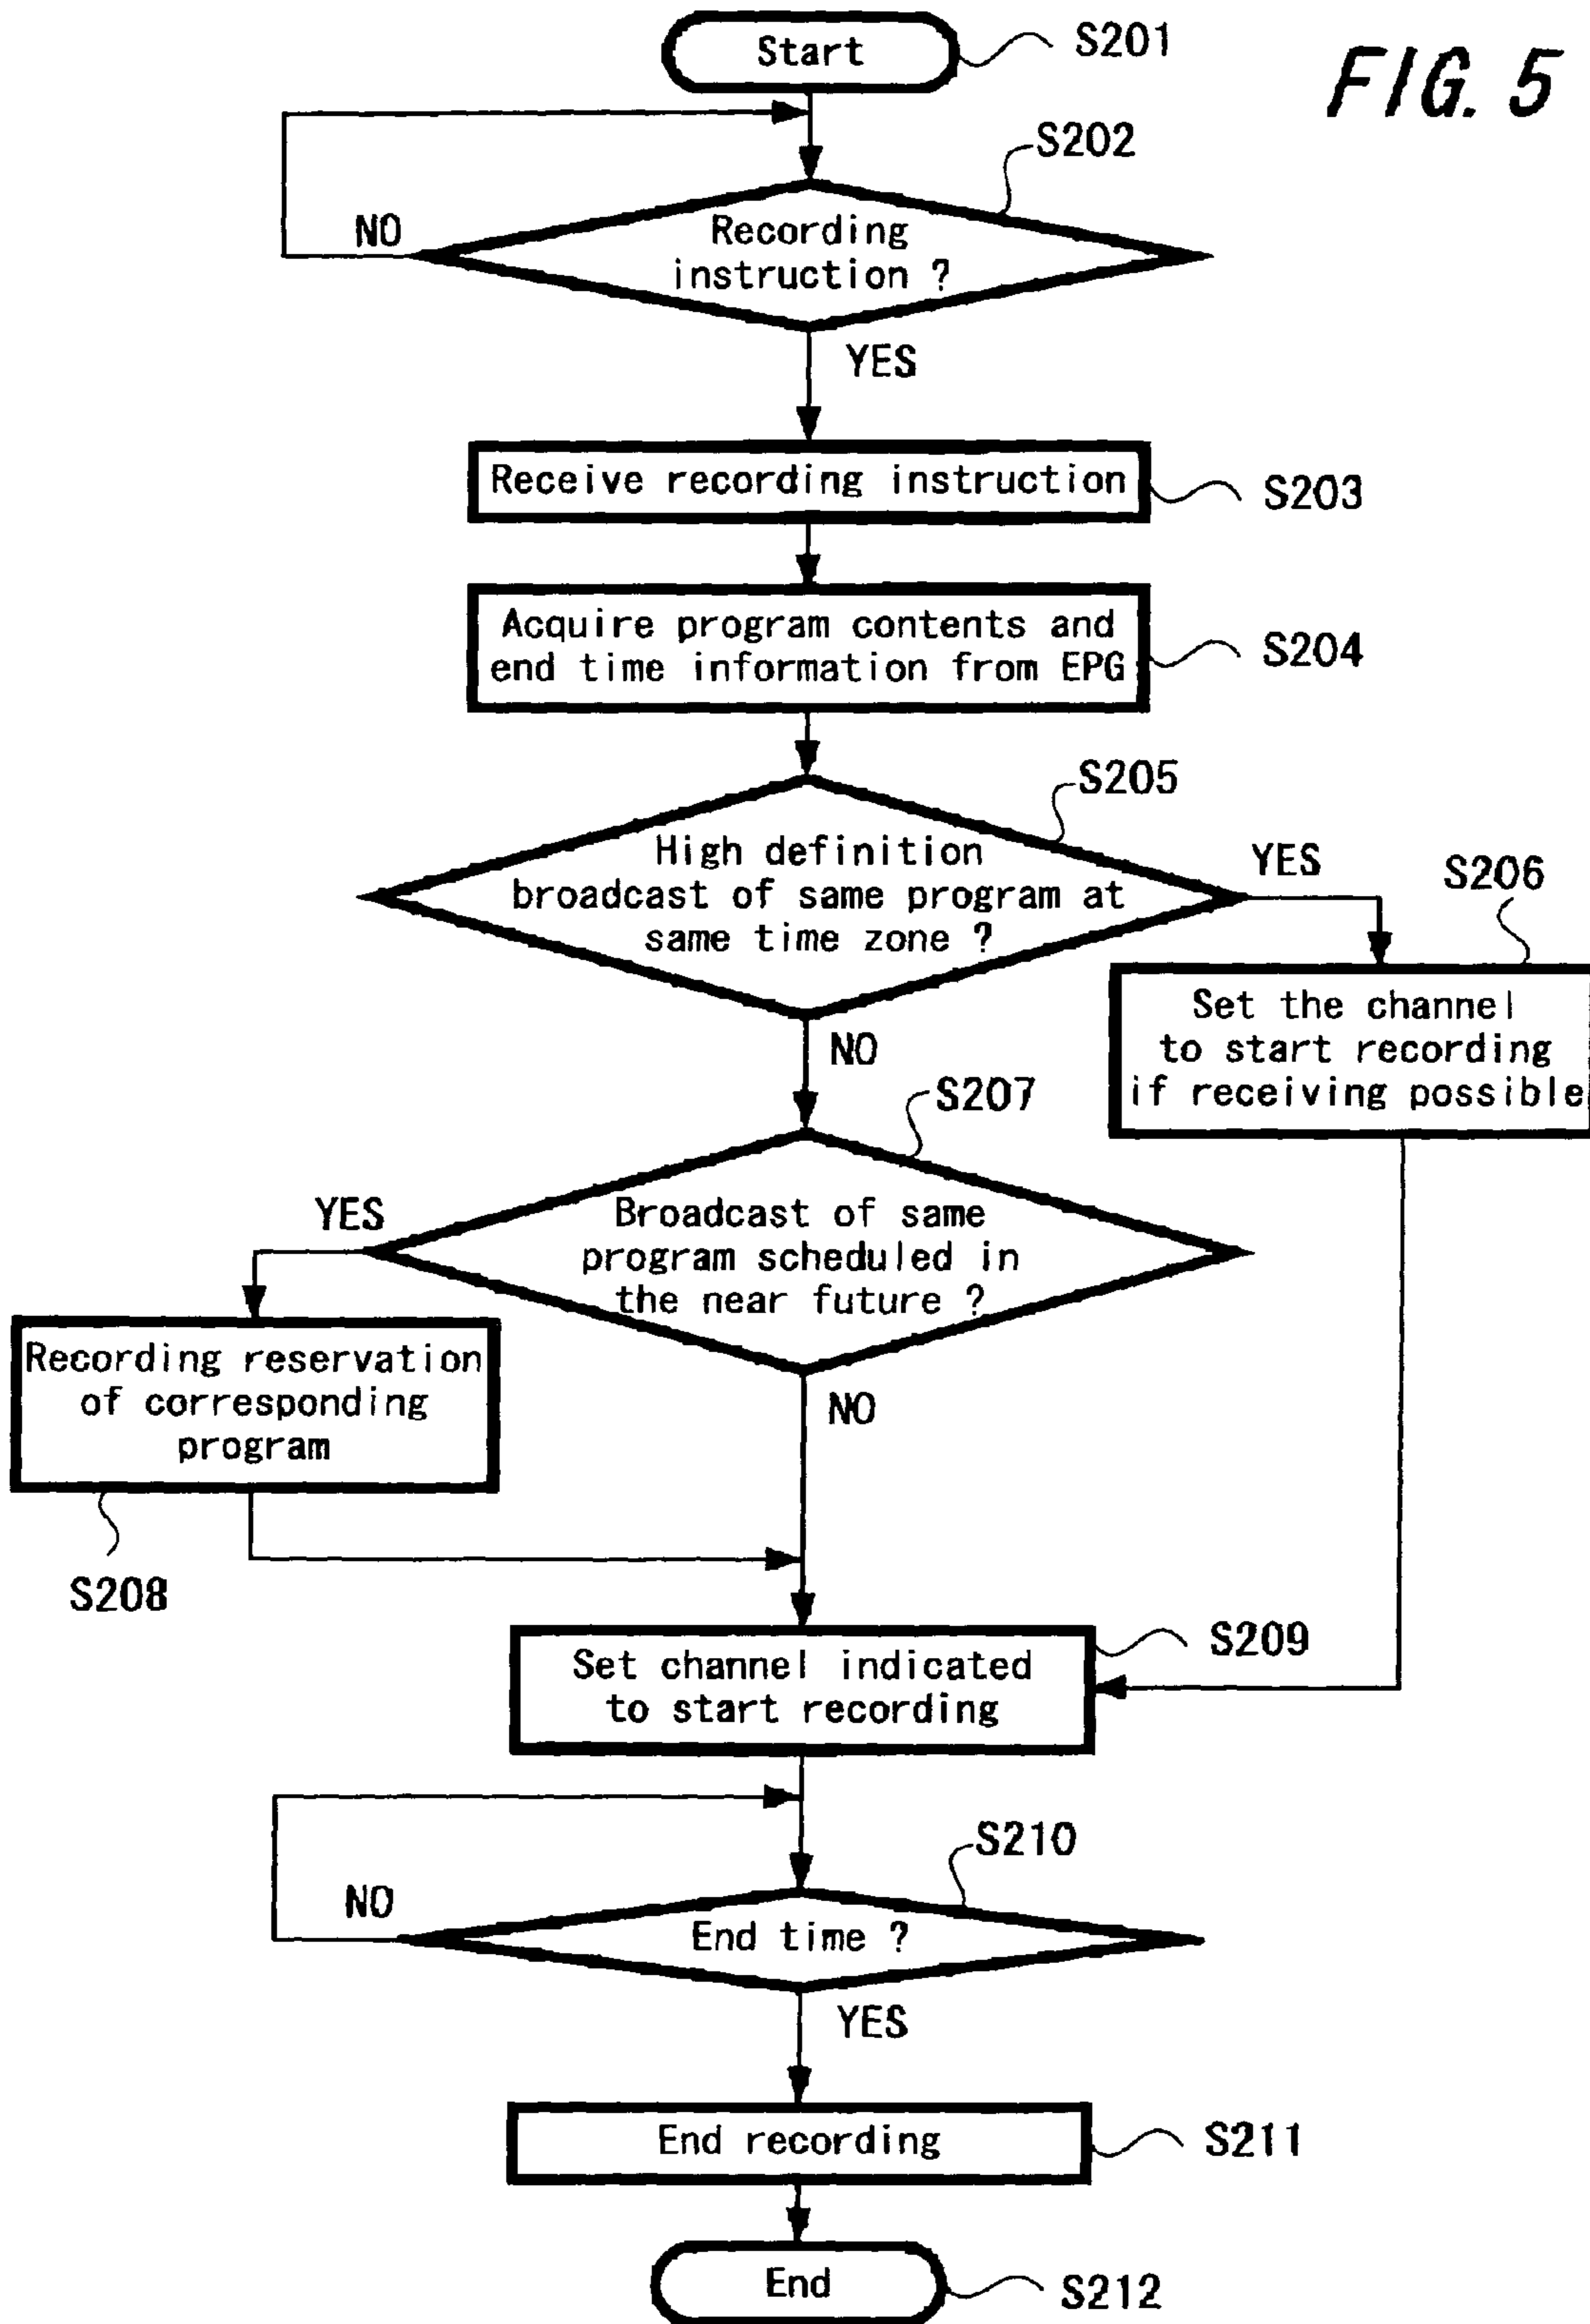 FIG. 5
Start
S201
S202
Recording
instruction ?
NO
YES
Receive recording instruction
S203
Acquire program contents and
end time information from EPG
S204
S205
High definition
broadcast of same program at
same time zone ?
YES
S206
Set the channel
to start recording
if receiving possible
NO
S207
Broadcast of same
program scheduled in
the near future ?
YES
Recording reservation
of corresponding
program
S208
NO
S209
Set channel indicated
to start recording
S210
End time ?
NO
YES
End recording
S211
End
S212